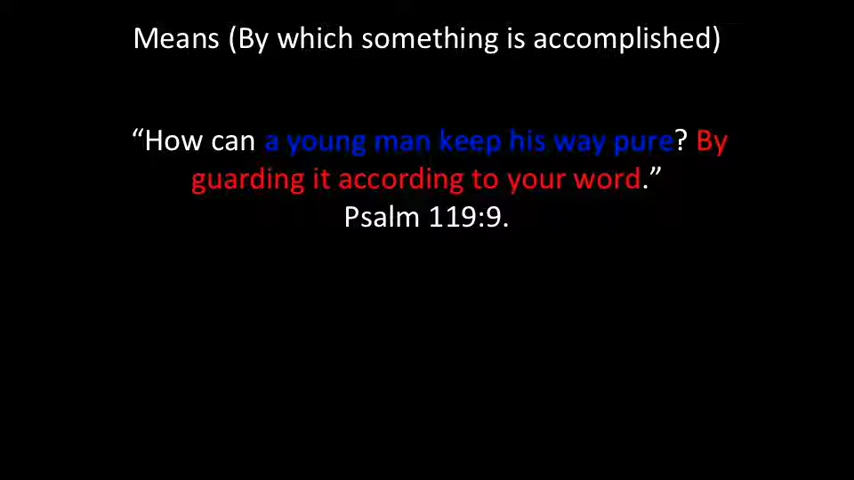 Means (By which something is accomplished)
“How can a young man keep his way pure? By
guarding it according to your word.”
Psalm 119:9.